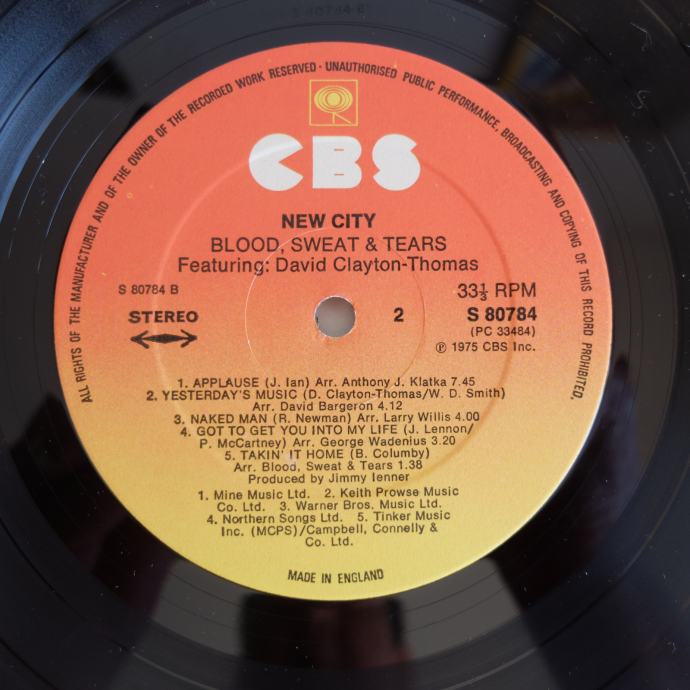 ALL RIGHTS OF THE MANUFACTURER AND OF THE OWNER OF THE RECORDED WORK RESERVED · UNAUTHORISED PUBLIC PERFORMANCE, BROADCASTING AND COPYING OF THIS RECORD PROHIBITED.
CBS
NEW CITY
BLOOD, SWEAT & TEARS
Featuring: David Clayton-Thomas
S 80784 B
33⅓ RPM
STEREO
2
S 80784
(PC 33484)
℗ 1975 CBS Inc.
1. APPLAUSE (J. Ian) Arr. Anthony J. Klatka 7.45
2. YESTERDAY'S MUSIC (D. Clayton-Thomas/W. D. Smith)
Arr. David Bargeron 4.12
3. NAKED MAN (R. Newman) Arr. Larry Willis 4.00
4. GOT TO GET YOU INTO MY LIFE (J. Lennon/
P. McCartney) Arr. George Wadenius 3.20
5. TAKIN' IT HOME (B. Columby)
Arr. Blood, Sweat & Tears 1.38
Produced by Jimmy Ienner
1. Mine Music Ltd. 2. Keith Prowse Music
Co. Ltd. 3. Warner Bros. Music Ltd.
4. Northern Songs Ltd. 5. Tinker Music
Inc. (MCPS)/Campbell, Connelly &
Co. Ltd.
MADE IN ENGLAND